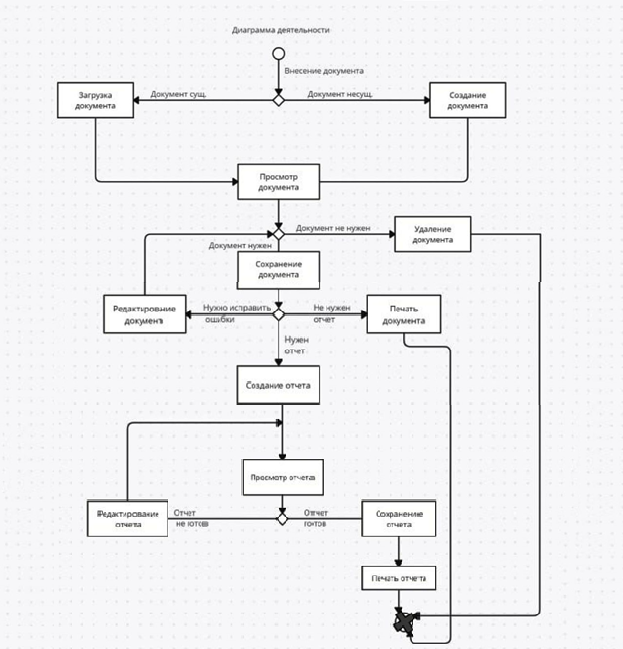 Диаграмма деятельности
Внесение документа
Загрузка
документа
Документ сущ.
Документ несущ.
Создание
документа
Просмотр
документа
Документ не нужен
Удаление
документа
Документ нужен
Сохранение
документа
Редактировние
документа
Нужно исправить
ошибки
Не нужен
отчет
Печать
документа
Нужен
отчет
Создание отчета
Просмотр отчета
Редактирование
отчета
Отчет
не готов
Отчет
готов
Сохранение
отчета
Печать отчета